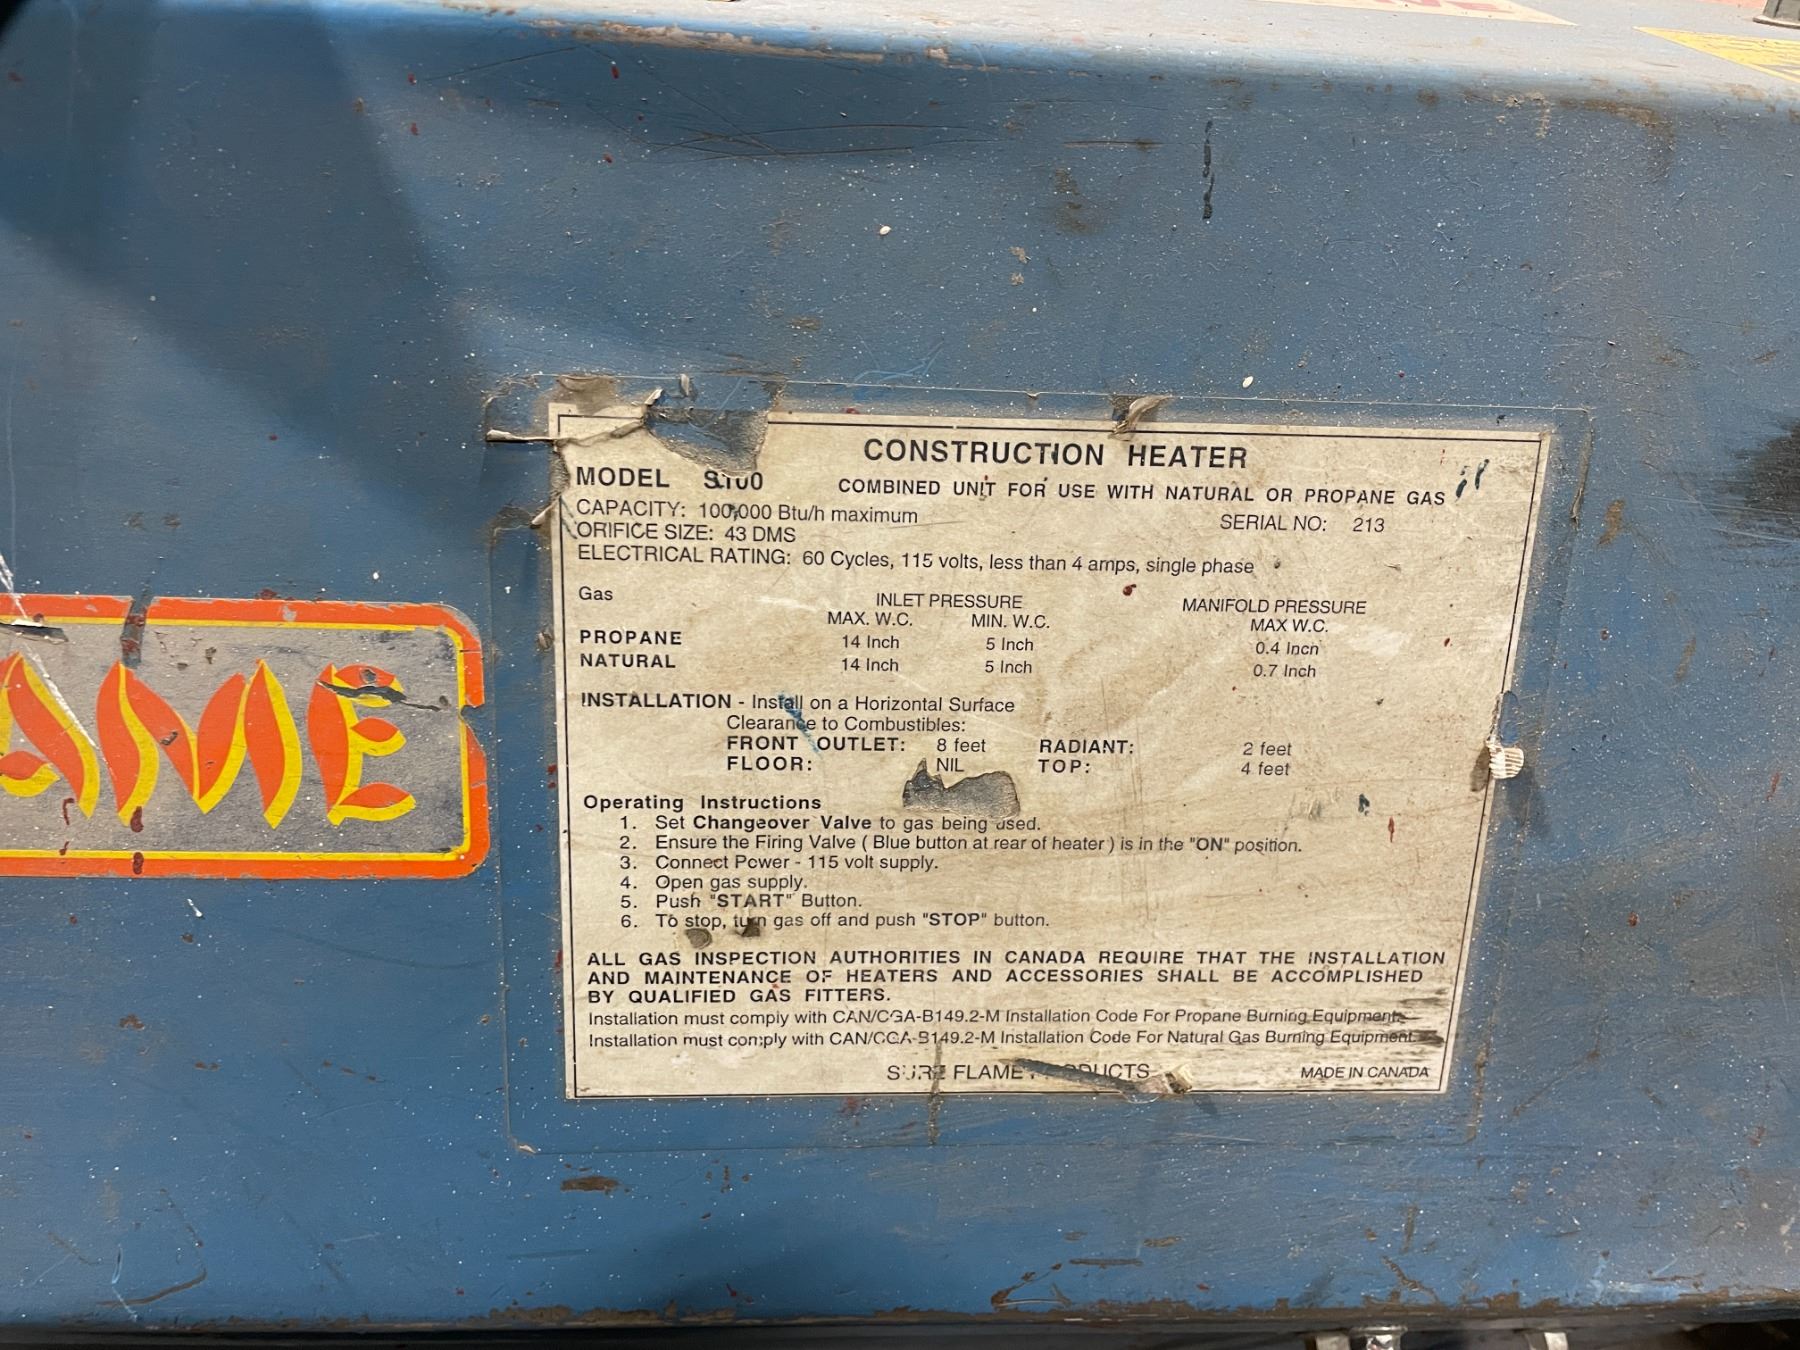 AME
CONSTRUCTION HEATER
MODEL S100
COMBINED UNIT FOR USE WITH NATURAL OR PROPANE GAS
CAPACITY: 100,000 Btu/h maximum
SERIAL NO: 213
ORIFICE SIZE: 43 DMS
ELECTRICAL RATING: 60 Cycles, 115 volts, less than 4 amps, single phase
Gas INLET PRESSURE MANIFOLD PRESSURE
MAX. W.C. MIN. W.C. MAX W.C.
PROPANE 14 Inch 5 Inch 0.4 Inch
NATURAL 14 Inch 5 Inch 0.7 Inch
INSTALLATION - Install on a Horizontal Surface
Clearance to Combustibles:
FRONT OUTLET: 8 feet RADIANT: 2 feet
FLOOR: NIL TOP: 4 feet
Operating Instructions
1. Set Changeover Valve to gas being used.
2. Ensure the Firing Valve ( Blue button at rear of heater ) is in the "ON" position.
3. Connect Power - 115 volt supply.
4. Open gas supply.
5. Push "START" Button.
6. To stop, turn gas off and push "STOP" button.
ALL GAS INSPECTION AUTHORITIES IN CANADA REQUIRE THAT THE INSTALLATION
AND MAINTENANCE OF HEATERS AND ACCESSORIES SHALL BE ACCOMPLISHED
BY QUALIFIED GAS FITTERS.
Installation must comply with CAN/CGA-B149.2-M Installation Code For Propane Burning Equipment.
Installation must comply with CAN/CGA-B149.2-M Installation Code For Natural Gas Burning Equipment.
SURE FLAME PRODUCTS
MADE IN CANADA